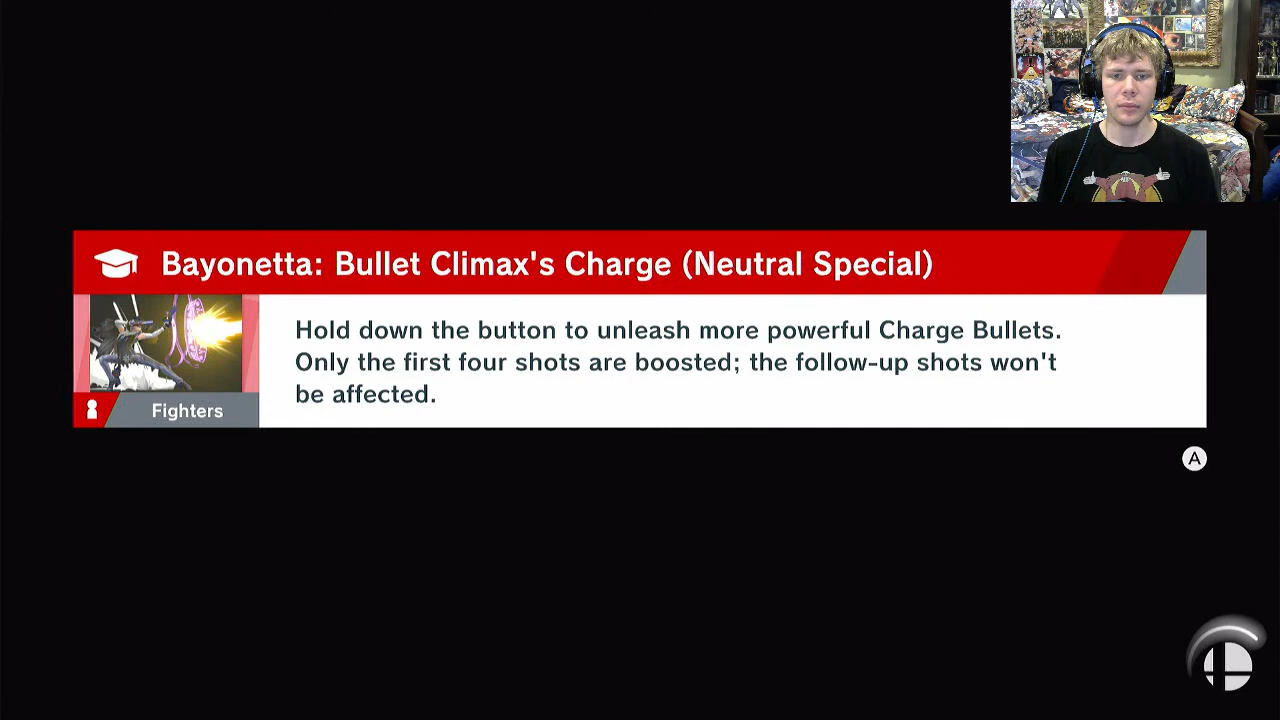 Bayonetta: Bullet Climax's Charge (Neutral Special)
Hold down the button to unleash more powerful Charge Bullets.
Only the first four shots are boosted; the follow-up shots won't
be affected.
Fighters
A